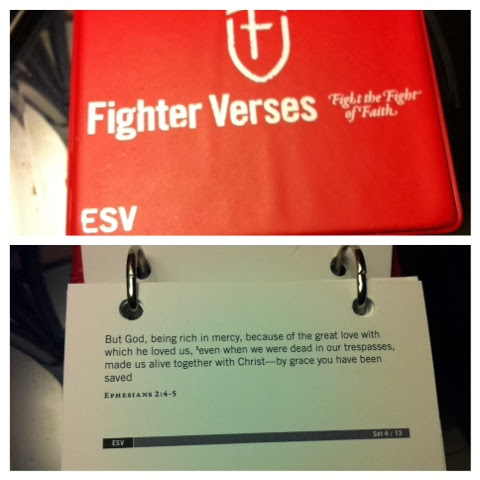 Fighter Verses
Fight the Fight
of Faith
ESV
But God, being rich in mercy, because of the great love with
which he loved us, ⁵even when we were dead in our trespasses,
made us alive together with Christ—by grace you have been
saved
Ephesians 2:4-5
ESV
Set 4 : 13